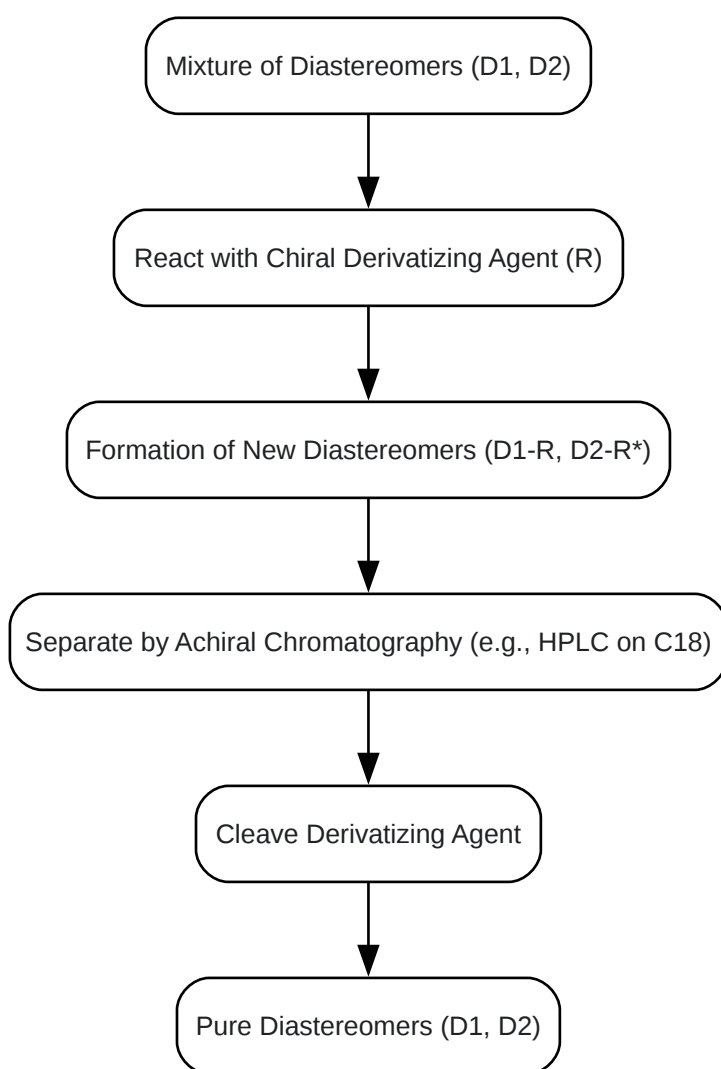 Mixture of Diastereomers (D1, D2)
React with Chiral Derivatizing Agent (R)
Formation of New Diastereomers (D1-R, D2-R*)
Separate by Achiral Chromatography (e.g., HPLC on C18)
Cleave Derivatizing Agent
Pure Diastereomers (D1, D2)